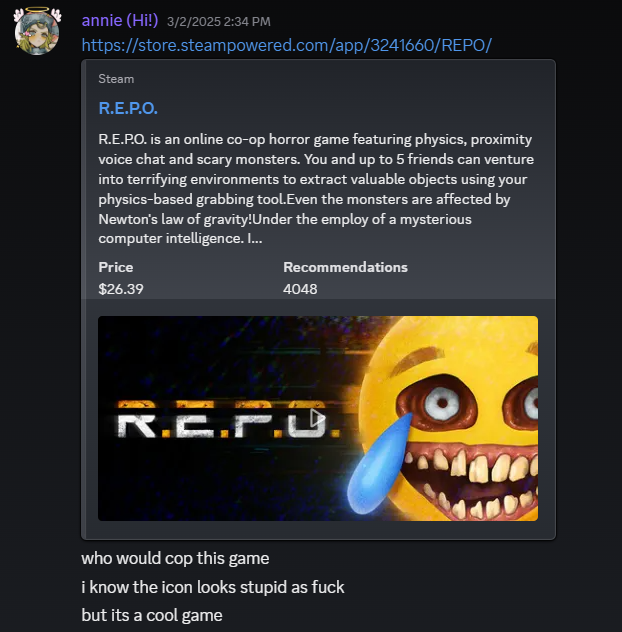 annie (Hi!) 3/2/2025 2:34 PM
https://store.steampowered.com/app/3241660/REPO/
Steam
R.E.P.O.
R.E.P.O. is an online co-op horror game featuring physics, proximity
voice chat and scary monsters. You and up to 5 friends can venture
into terrifying environments to extract valuable objects using your
physics-based grabbing tool.Even the monsters are affected by
Newton's law of gravity!Under the employ of a mysterious
computer intelligence. I...
Price Recommendations
$26.39 4048
R.E.P.O.
who would cop this game
i know the icon looks stupid as fuck
but its a cool game